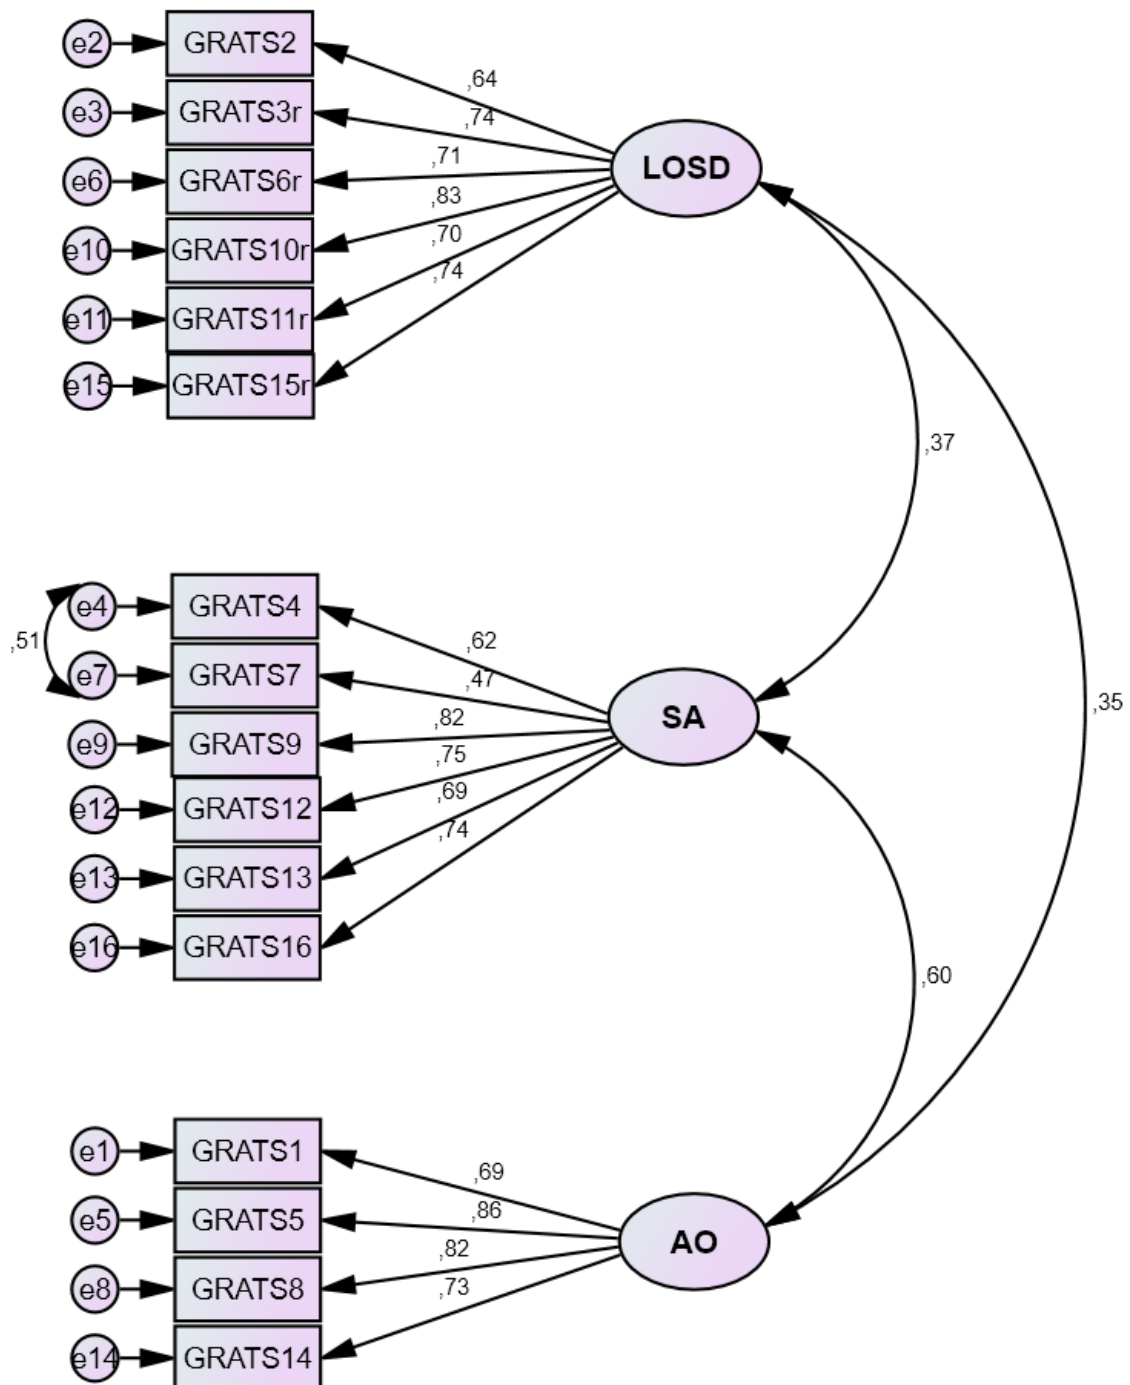 e2 GRATS2
,64
e3 GRATS3r
,74
LOSD
e6 GRATS6r
,71
e10 GRATS10r
,83
e11 GRATS11r
,70
e15 GRATS15r
,74
,37
e4 GRATS4
,62
,51
e7 GRATS7
,47
SA
,35
e9 GRATS9
,82
e12 GRATS12
,75
e13 GRATS13
,69
e16 GRATS16
,74
,60
e1 GRATS1
,69
e5 GRATS5
,86
AO
e8 GRATS8
,82
e14 GRATS14
,73